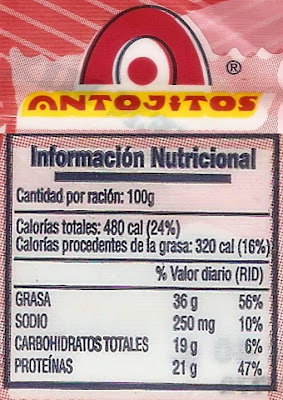 ®
ANTOJITOS
Información Nutricional
Cantidad por ración: 100g
Calorías totales: 480 cal (24%)
Calorías procedentes de la grasa: 320 cal (16%)
% Valor diario (RID)
GRASA 36 g 56%
SODIO 250 mg 10%
CARBOHIDRATOS TOTALES 19 g 6%
PROTEÍNAS 21 g 47%